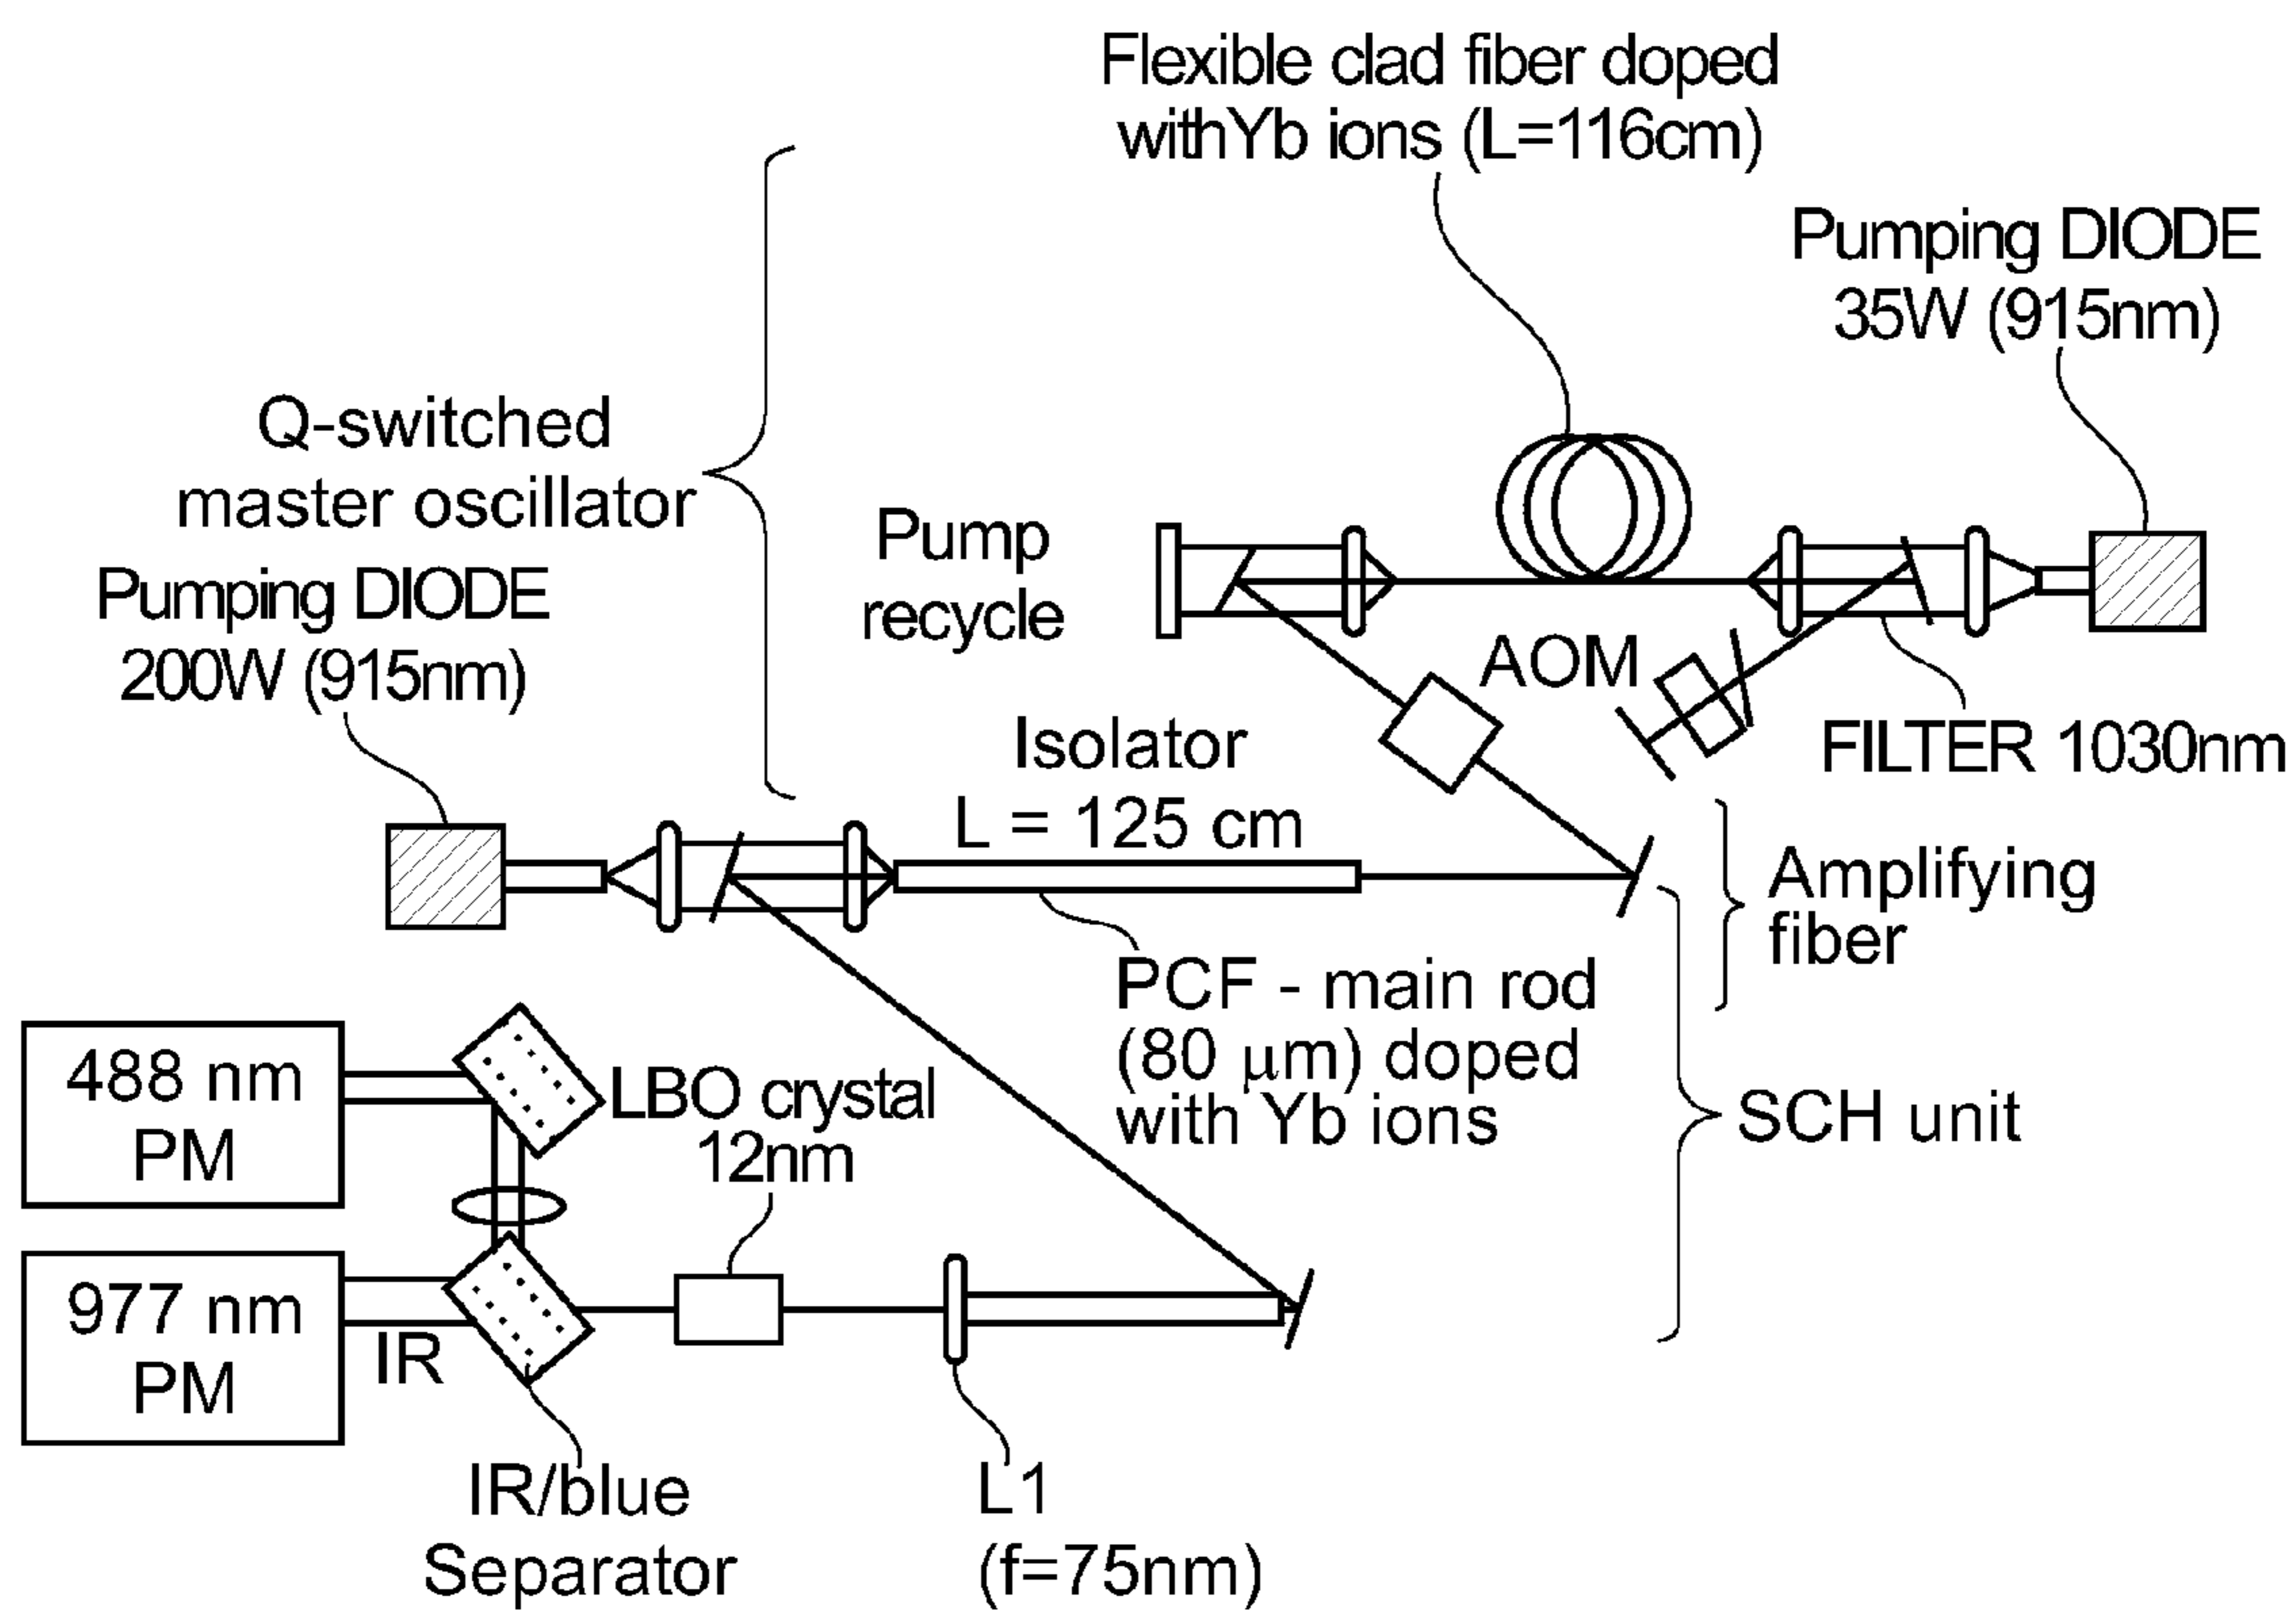 Flexible clad fiber doped
withYb ions (L=116cm)
Pumping DIODE
35W (915nm)
Q-switched
master oscillator
Pumping DIODE
200W (915nm)
Pump
recycle
AOM
FILTER 1030nm
Isolator
L = 125 cm
Amplifying
fiber
PCF - main rod
(80 μm) doped
with Yb ions
SCH unit
488 nm
PM
LBO crystal
12nm
977 nm
PM
IR
IR/blue
Separator
L1
(f=75nm)